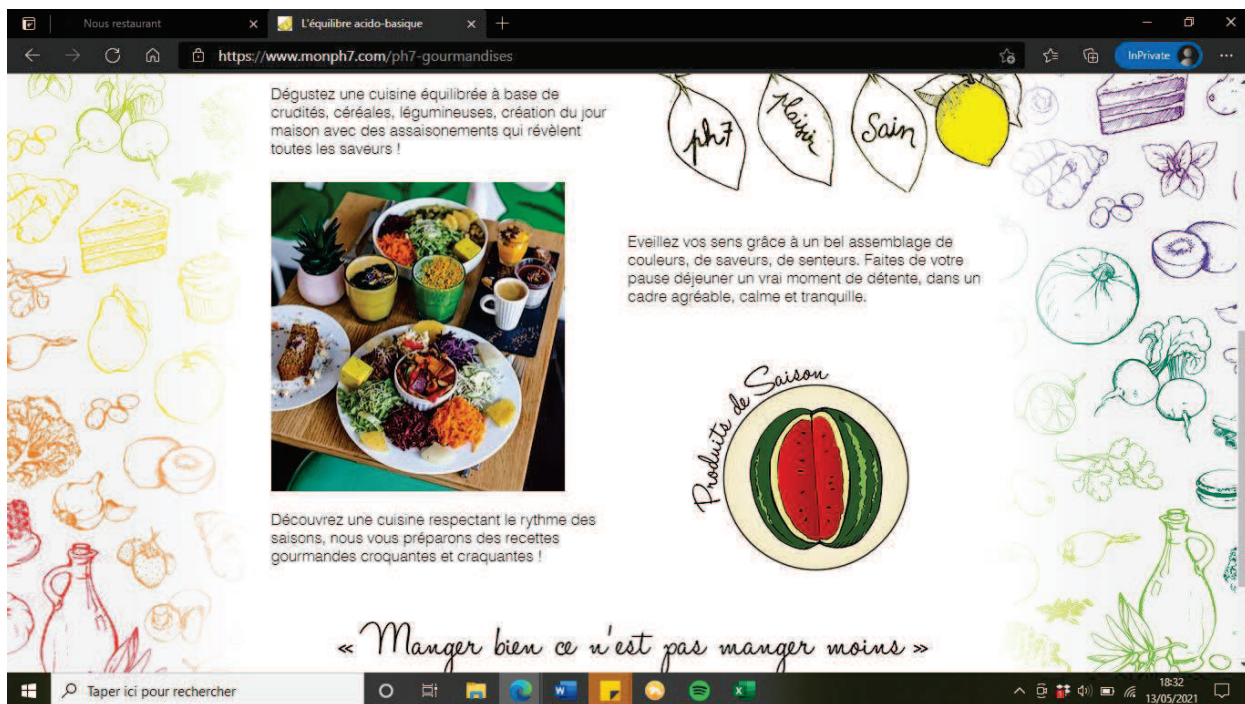 Nous restaurant
L'équilibre acido-basique
https://www.monph7.com/ph7-gourmandises
InPrivate
Dégustez une cuisine équilibrée à base de
crudités, céréales, légumineuses, création du jour
maison avec des assaisonements qui révèlent
toutes les saveurs !
ph7
plaisir
Sain
Eveillez vos sens grâce à un bel assemblage de
couleurs, de saveurs, de senteurs. Faites de votre
pause déjeuner un vrai moment de détente, dans un
cadre agréable, calme et tranquille.
Produits de Saison
Découvrez une cuisine respectant le rythme des
saisons, nous vous préparons des recettes
gourmandes croquantes et craquantes !
« Manger bien ce n'est pas manger moins »
Taper ici pour rechercher
18:32
13/05/2021